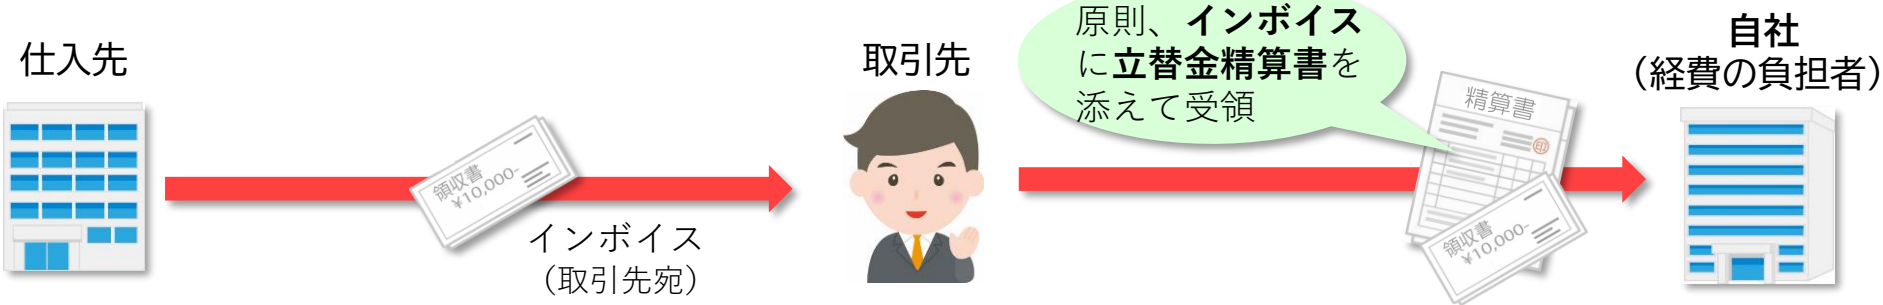 仕入先
領収書
¥10,000-
インボイス
（取引先宛）
取引先
原則、インボイス
に立替金精算書を
添えて受領
精算書
印
領収書
¥10,000-
自社
（経費の負担者）